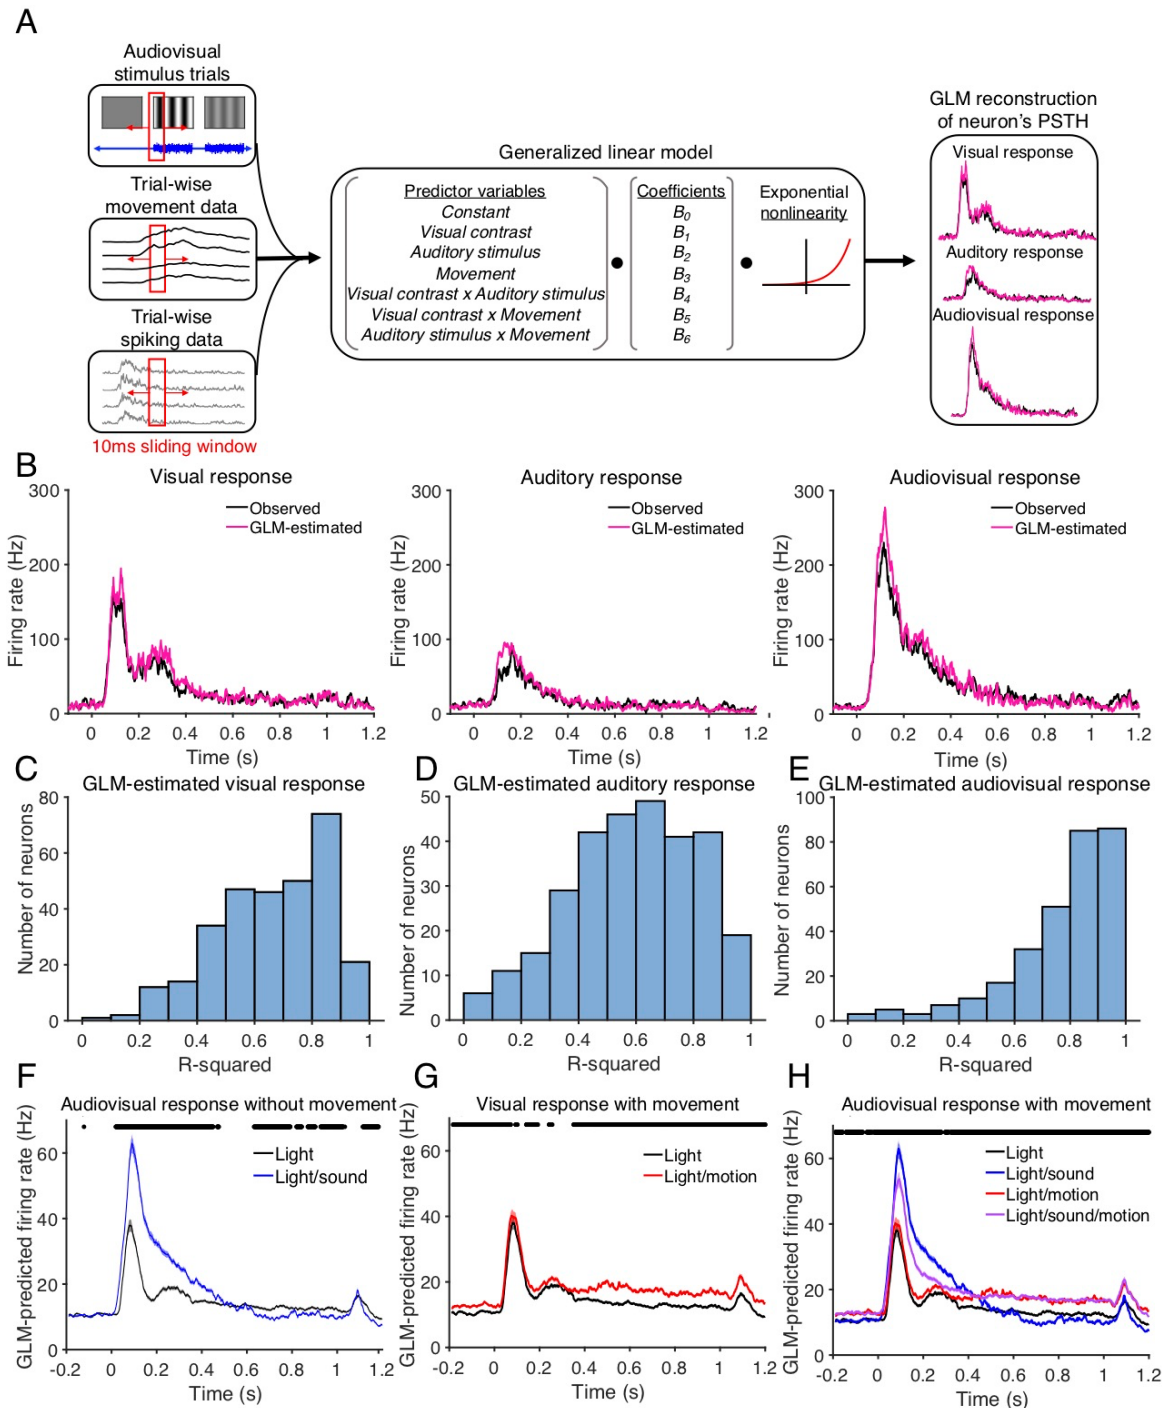 A
Audiovisual
stimulus trials
Trial-wise
movement data
Trial-wise
spiking data
10ms sliding window
Generalized linear model
Predictor variables
Constant
Visual contrast
Auditory stimulus
Movement
Visual contrast x Auditory stimulus
Visual contrast x Movement
Auditory stimulus x Movement
Coefficients
B0
B1
B2
B3
B4
B5
B6
Exponential
nonlinearity
GLM reconstruction
of neuron's PSTH
Visual response
Auditory response
Audiovisual response
B
Visual response
Observed
GLM-estimated
Firing rate (Hz)
300
200
100
0
0 0.2 0.4 0.6 0.8 1 1.2
Time (s)
Auditory response
Observed
GLM-estimated
Firing rate (Hz)
300
200
100
0
0 0.2 0.4 0.6 0.8 1 1.2
Time (s)
Audiovisual response
Observed
GLM-estimated
Firing rate (Hz)
300
200
100
0
0 0.2 0.4 0.6 0.8 1 1.2
Time (s)
C
GLM-estimated visual response
Number of neurons
80
60
40
20
0
0 0.2 0.4 0.6 0.8 1
R-squared
D
GLM-estimated auditory response
Number of neurons
50
40
30
20
10
0
0 0.2 0.4 0.6 0.8 1
R-squared
E
GLM-estimated audiovisual response
Number of neurons
100
80
60
40
20
0
0 0.2 0.4 0.6 0.8 1
R-squared
F
Audiovisual response without movement
Light
Light/sound
GLM-predicted firing rate (Hz)
60
40
20
0
-0.2 0 0.2 0.4 0.6 0.8 1 1.2
Time (s)
G
Visual response with movement
Light
Light/motion
GLM-predicted firing rate (Hz)
60
40
20
0
-0.2 0 0.2 0.4 0.6 0.8 1 1.2
Time (s)
H
Audiovisual response with movement
Light
Light/sound
Light/motion
Light/sound/motion
GLM-predicted firing rate (Hz)
60
40
20
0
-0.2 0 0.2 0.4 0.6 0.8 1 1.2
Time (s)